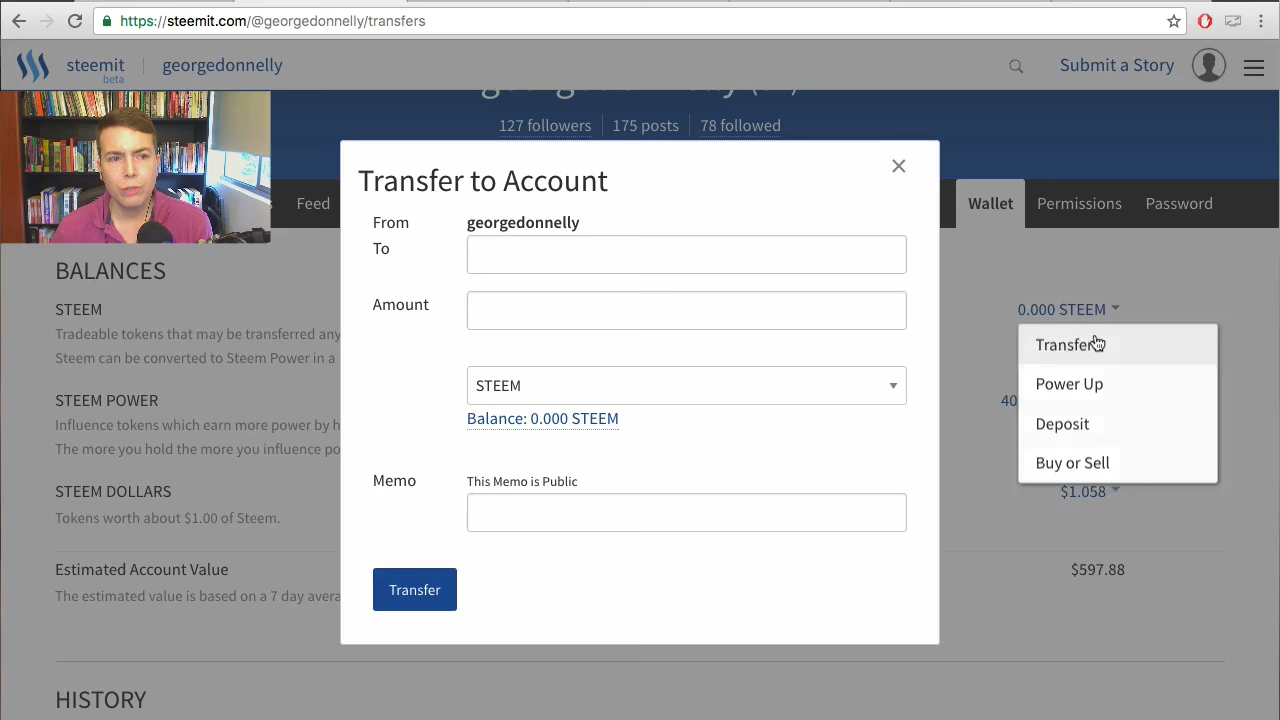 https://steemit.com/@georgedonnelly/transfers
steemit
beta
georgedonnelly
Submit a Story
127 followers
175 posts
78 followed
Feed
Wallet
Permissions
Password
Transfer to Account
From georgedonnelly
To
Amount
STEEM
Balance: 0.000 STEEM
Memo This Memo is Public
Transfer
BALANCES
STEEM
Tradeable tokens that may be transferred any
Steem can be converted to Steem Power in a
0.000 STEEM
Transfer
Power Up
Deposit
Buy or Sell
STEEM POWER
Influence tokens which earn more power by h
The more you hold the more you influence po
40
STEEM DOLLARS
Tokens worth about $1.00 of Steem.
$1.058
Estimated Account Value
The estimated value is based on a 7 day avera
$597.88
HISTORY